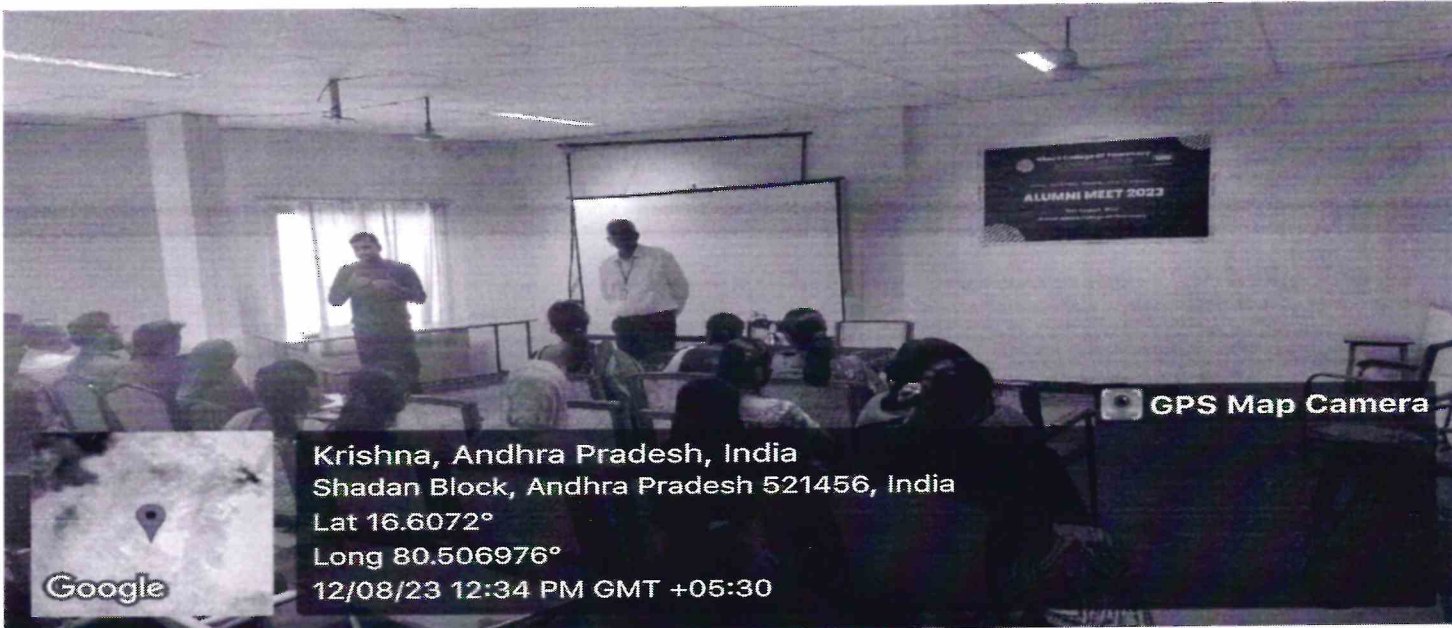 ALUMNI MEET 2023
GPS Map Camera
Krishna, Andhra Pradesh, India
Shadan Block, Andhra Pradesh 521456, India
Lat 16.6072°
Long 80.506976°
12/08/23 12:34 PM GMT +05:30
Google